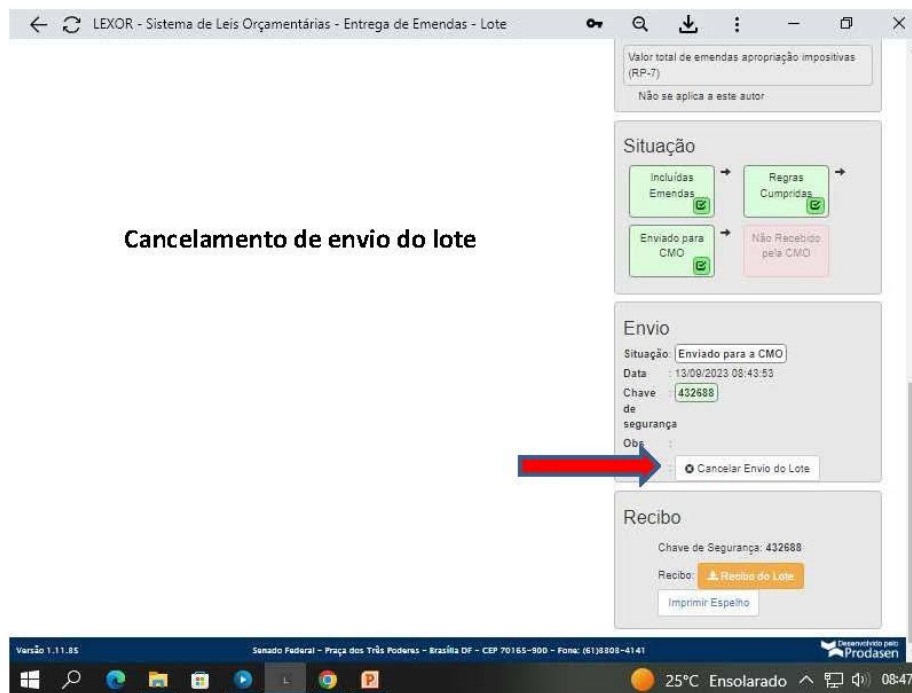 LEXOR - Sistema de Leis Orçamentárias - Entrega de Emendas - Lote
Valor total de emendas apropriação impositivas
(RP-7)
Não se aplica a este autor
Situação
Incluídas
Emendas
Regras
Cumpridas
Cancelamento de envio do lote
Enviado para
CMO
Não Recebido
pela CMO
Envio
Situação: Enviado para a CMO
Data : 13/09/2023 08:43:53
Chave : 432688
de
segurança
Obs :
: Cancelar Envio do Lote
Recibo
Chave de Segurança: 432688
Recibo: Recibo do Lote
Imprimir Espelho
Versão 1.11.85
Senado Federal - Praça dos Três Poderes - Brasília DF - CEP 70165-900 - Fone: (61)3303-4141
Desenvolvido pelo
Prodasen
L
P
25°C Ensolarado
08:47